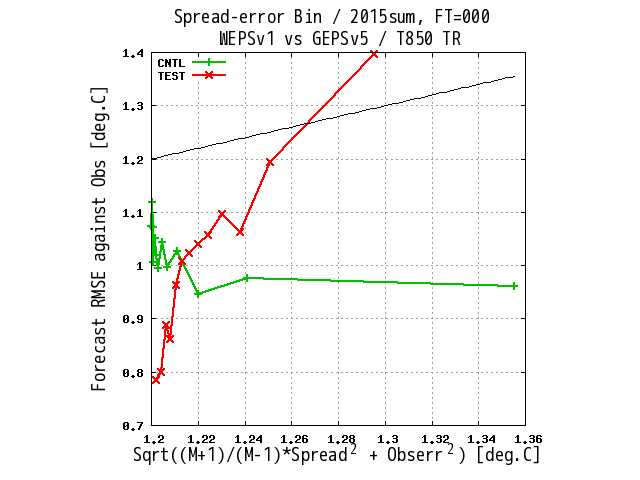 Spread-error Bin / 2015sum, FT=000
WEPSv1 vs GEPSv5 / T850 TR
CNTL
TEST
1.4
1.3
1.2
1.1
1
0.9
0.8
0.7
Forecast RMSE against Obs [deg.C]
1.2 1.22 1.24 1.26 1.28 1.3 1.32 1.34 1.36
Sqrt((M+1)/(M-1)*Spread² + Obserr²) [deg.C]